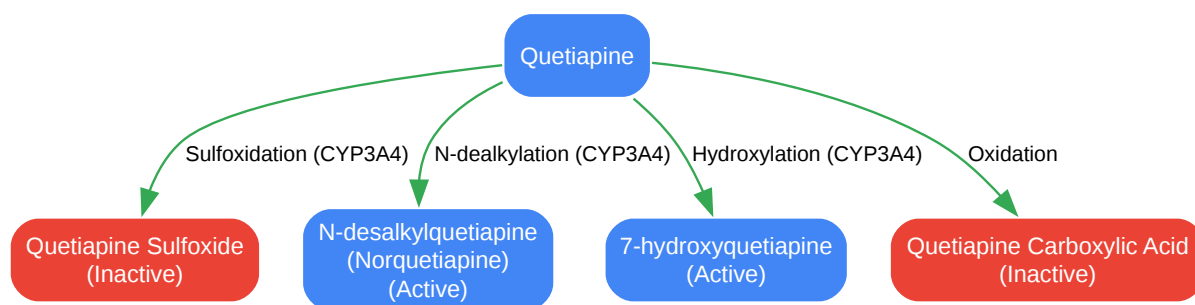 Quetiapine
Sulfoxidation (CYP3A4)
N-dealkylation (CYP3A4)
Hydroxylation (CYP3A4)
Oxidation
Quetiapine Sulfoxide
(Inactive)
N-desalkylquetiapine
(Norquetiapine)
(Active)
7-hydroxyquetiapine
(Active)
Quetiapine Carboxylic Acid
(Inactive)